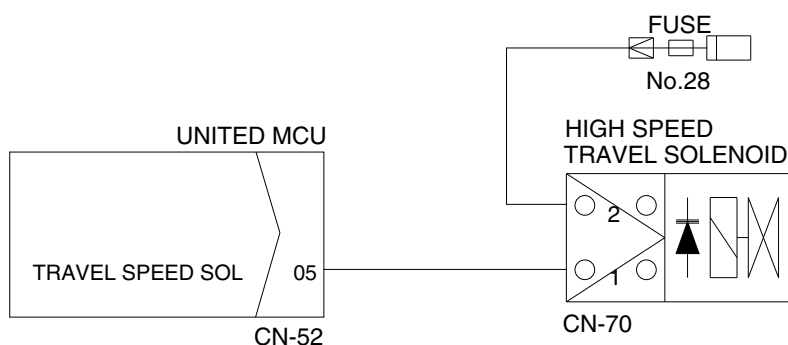 FUSE
No.28
UNITED MCU
HIGH SPEED
TRAVEL SOLENOID
2
TRAVEL SPEED SOL 05
1
CN-52
CN-70